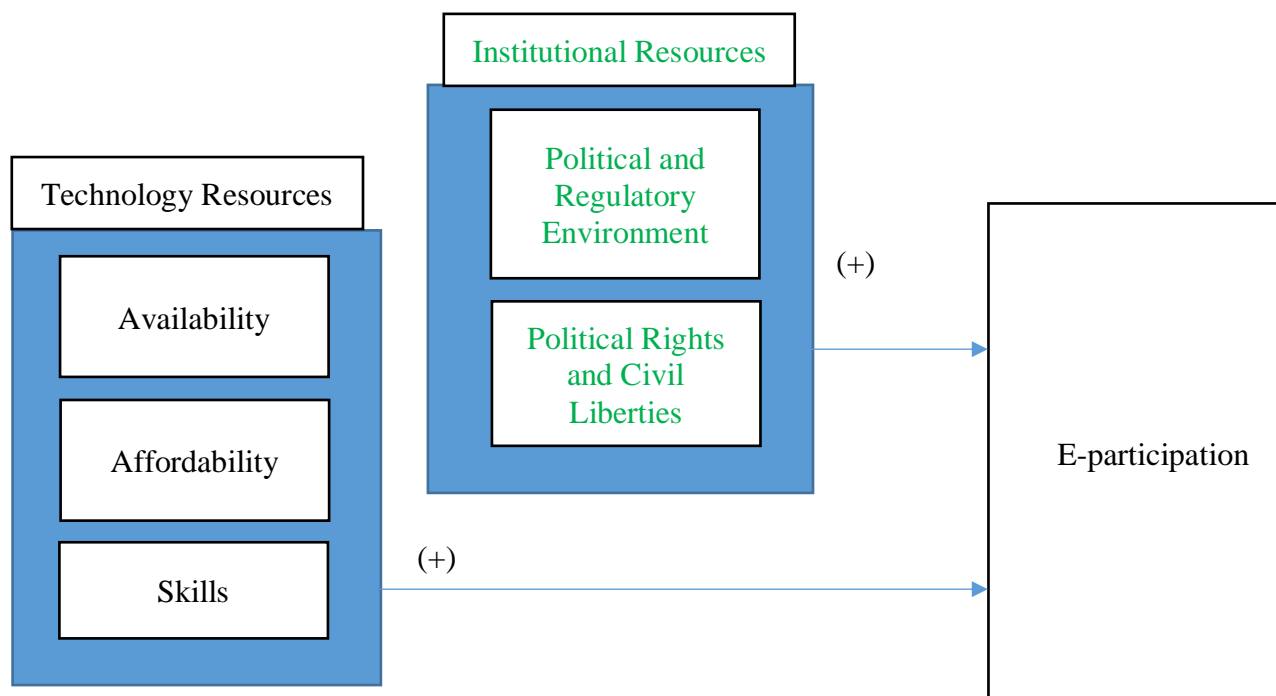 Institutional Resources
Political and
Regulatory
Environment
Political Rights
and Civil
Liberties
(+)
Technology Resources
Availability
Affordability
Skills
(+)
E-participation